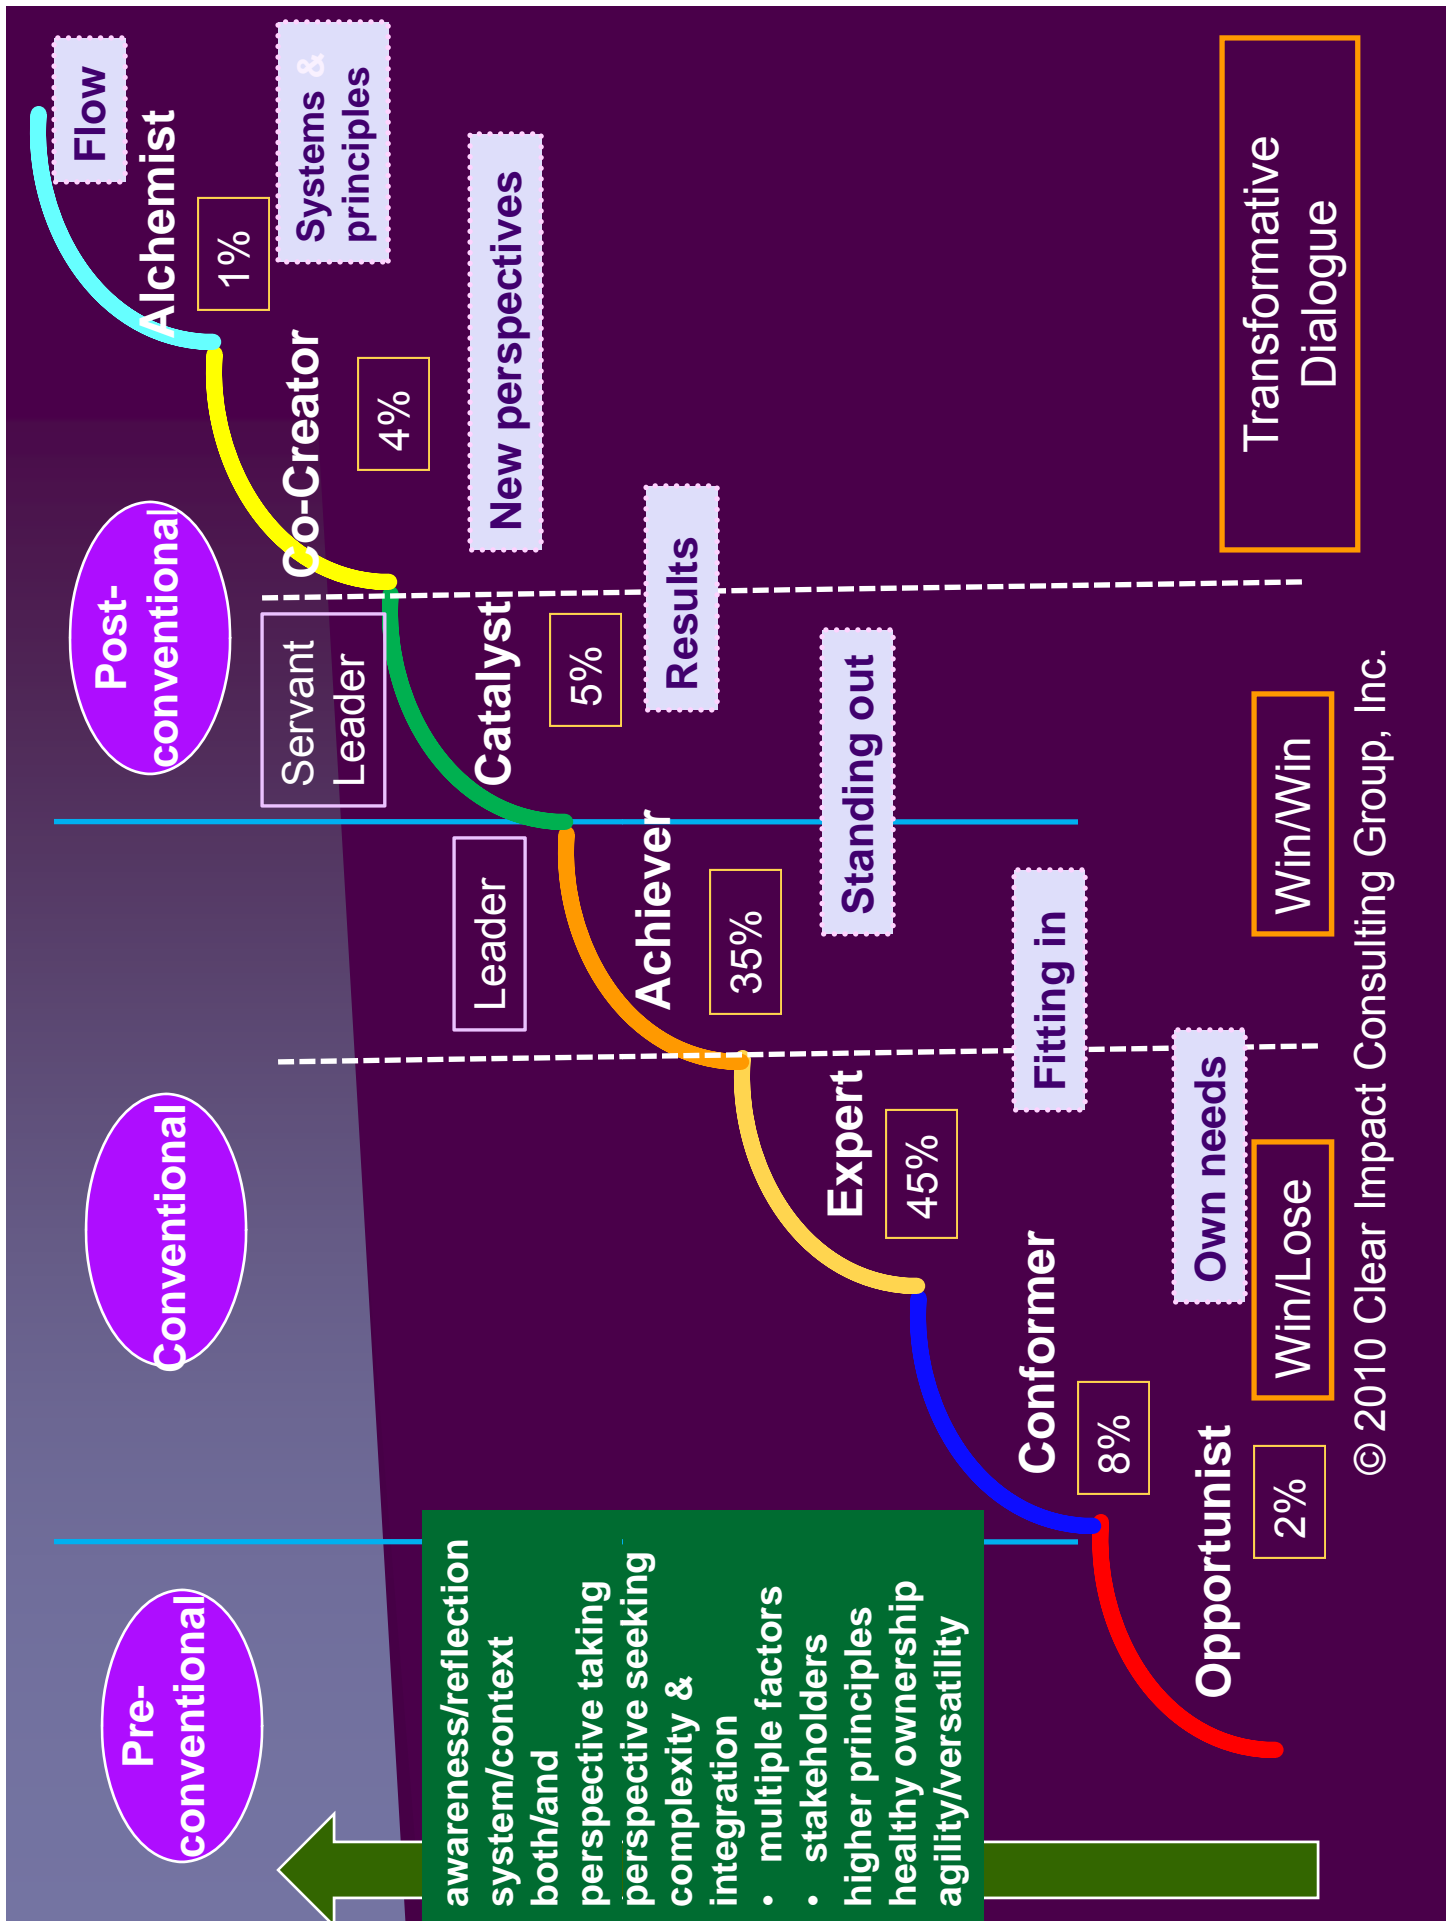 Pre-
conventional
Conventional
Post-
conventional
awareness/reflection
system/context
both/and
perspective taking
perspective seeking
complexity &
integration
• multiple factors
• stakeholders
higher principles
healthy ownership
agility/versatility
Opportunist
2%
Own needs
Conformer
8%
Fitting in
Expert
45%
Standing out
Leader
Achiever
35%
Results
Servant
Leader
Catalyst
5%
New perspectives
Co-Creator
4%
Systems &
principles
Alchemist
1%
Flow
Win/Lose
Win/Win
Transformative
Dialogue
© 2010 Clear Impact Consulting Group, Inc.